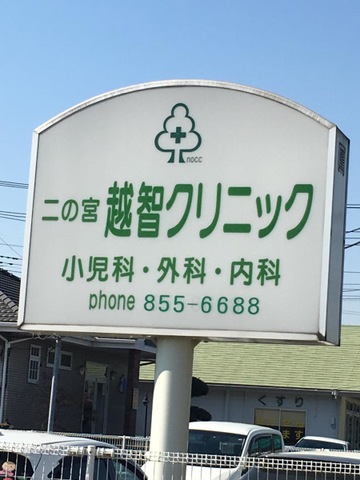 nocc
二の宮 越智クリニック
小児科・外科・内科
phone 855-6688
くすり